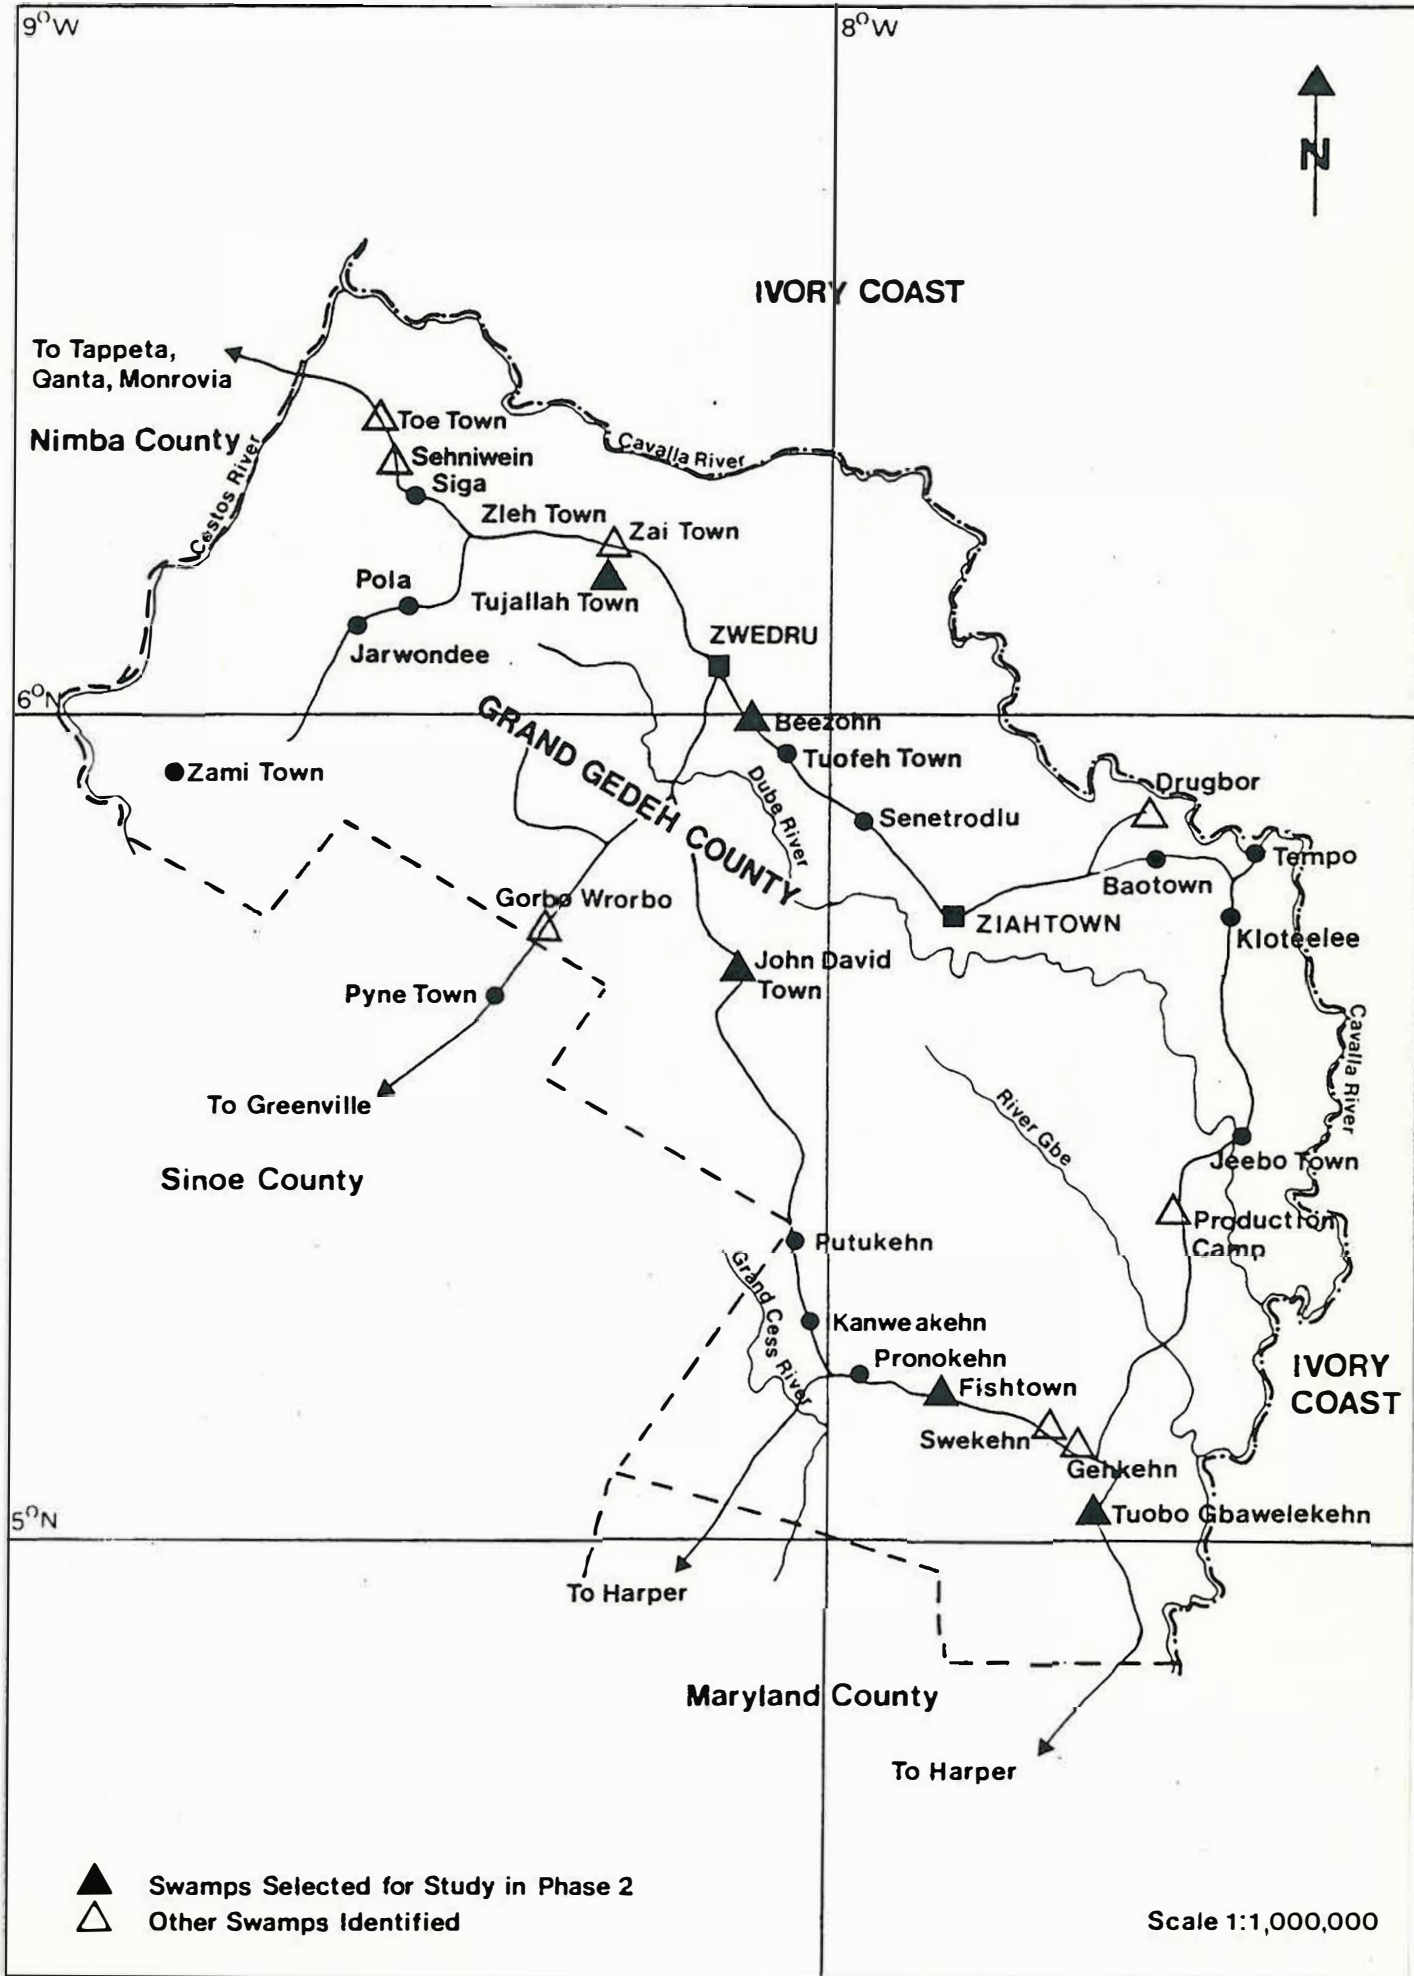 9°W
8°W
N
IVORY COAST
To Tappeta,
Ganta, Monrovia
Toe Town
Nimba County
Sehniwein
Cavalla River
Siga
Cestos River
Zleh Town
Zai Town
Pola
Tujallah Town
ZWEDRU
Jarwondee
6°N
Beezohn
GRAND GEDEH COUNTY
Tuofeh Town
Zami Town
Dube River
Drugbor
Senetrodlu
Tempo
Baotown
Gorbo Wrorbo
ZIAHTOWN
Kloteelee
John David
Town
Pyne Town
Cavalla River
To Greenville
River Gbe
Jeebo Town
Sinoe County
Production
Camp
Putukehn
Grand Cess River
Kanweakehn
Pronokehn
IVORY
COAST
Fishtown
Swekehn
Gehkehn
5°N
Tuobo Gbawelekehn
To Harper
Maryland County
To Harper
Swamps Selected for Study in Phase 2
Other Swamps Identified
Scale 1:1,000,000